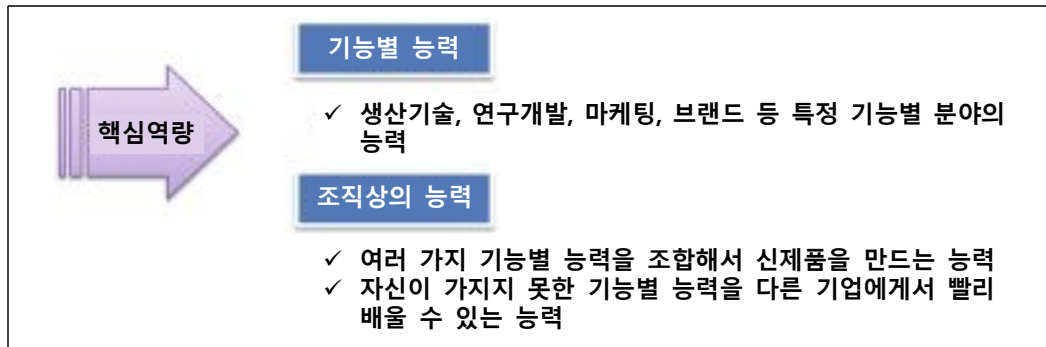 핵심역량
기능별 능력
✓ 생산기술, 연구개발, 마케팅, 브랜드 등 특정 기능별 분야의
능력
조직상의 능력
✓ 여러 가지 기능별 능력을 조합해서 신제품을 만드는 능력
✓ 자신이 가지지 못한 기능별 능력을 다른 기업에게서 빨리
배울 수 있는 능력